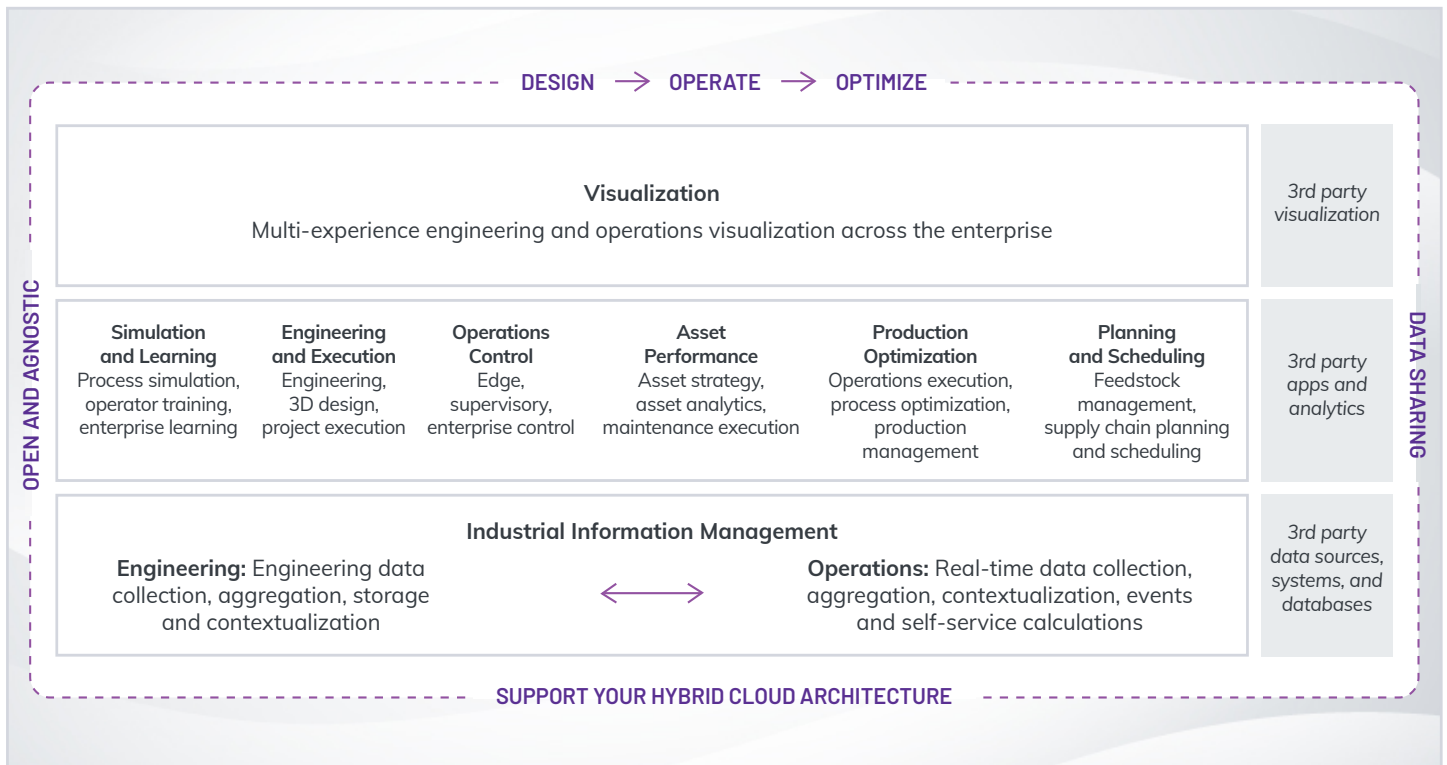 DESIGN → OPERATE → OPTIMIZE
OPEN AND AGNOSTIC
Visualization
Multi-experience engineering and operations visualization across the enterprise
3rd party
visualization
Simulation
and Learning
Process simulation,
operator training,
enterprise learning
Engineering
and Execution
Engineering,
3D design,
project execution
Operations
Control
Edge,
supervisory,
enterprise control
Asset
Performance
Asset strategy,
asset analytics,
maintenance execution
Production
Optimization
Operations execution,
process optimization,
production
management
Planning
and Scheduling
Feedstock
management,
supply chain planning
and scheduling
3rd party
apps and
analytics
DATA SHARING
Industrial Information Management
Engineering: Engineering data
collection, aggregation, storage
and contextualization
Operations: Real-time data collection,
aggregation, contextualization, events
and self-service calculations
3rd party
data sources,
systems, and
databases
SUPPORT YOUR HYBRID CLOUD ARCHITECTURE